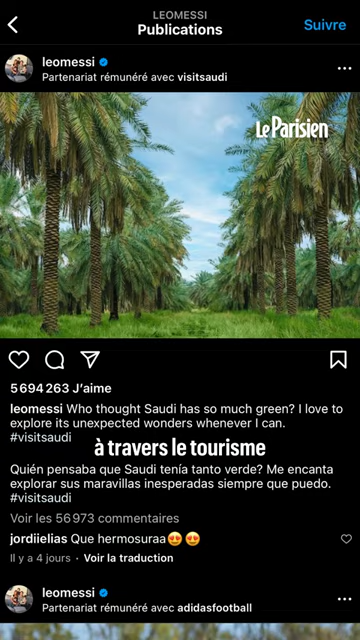 LEOMESSI
Publications
Suivre
leomessi
Partenariat rémunéré avec visitsaudi
Le Parisien
5 694 263 J’aime
leomessi Who thought Saudi has so much green? I love to
explore its unexpected wonders whenever I can.
#visitsaudi
à travers le tourisme
Quién pensaba que Saudi tenía tanto verde? Me encanta
explorar sus maravillas inesperadas siempre que puedo.
#visitsaudi
Voir les 56 973 commentaires
jordiielias Que hermosuraa😍😍
Il y a 4 jours · Voir la traduction
leomessi
Partenariat rémunéré avec adidasfootball